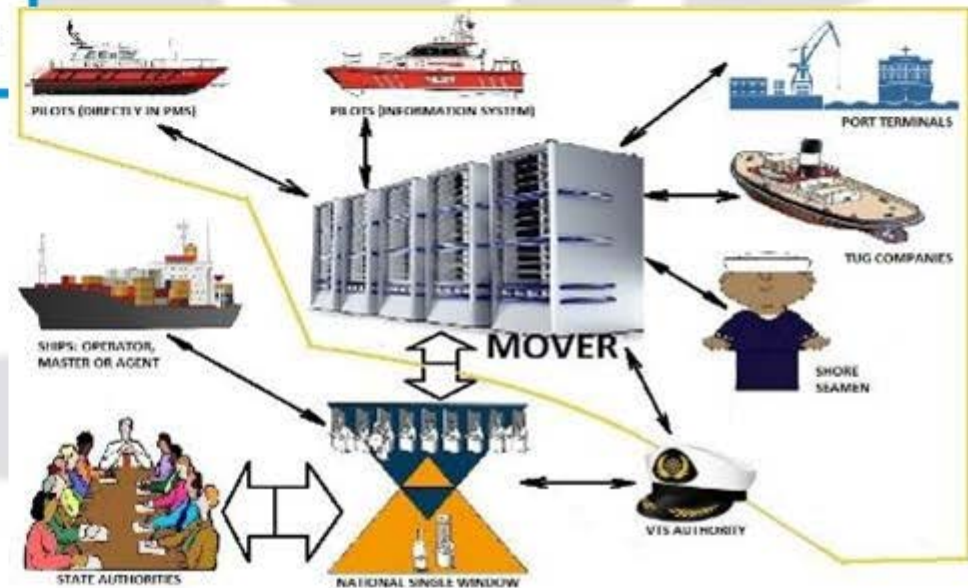 PILOTS (DIRECTLY IN PMS)
PILOTS (INFORMATION SYSTEM)
PORT TERMINALS
TUG COMPANIES
MOVER
SHIPS: OPERATOR,
MASTER OR AGENT
SHORE
SEAMEN
VTS AUTHORITY
STATE AUTHORITIES
NATIONAL SINGLE WINDOW